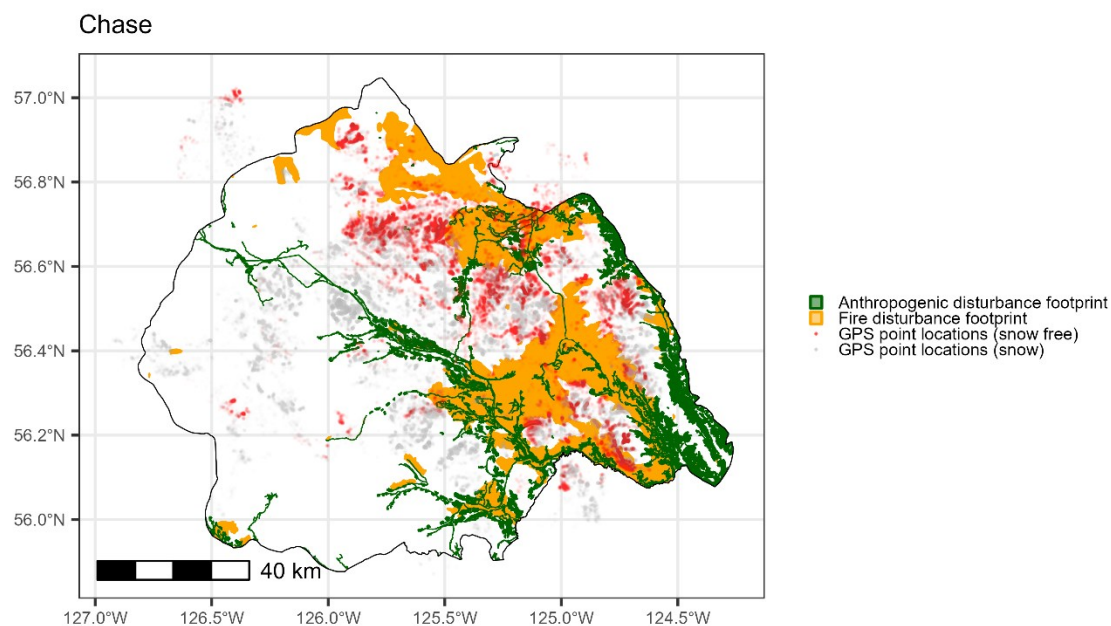 Chase
57.0°N
56.8°N
56.6°N
56.4°N
56.2°N
56.0°N
40 km
127.0°W 126.5°W 126.0°W 125.5°W 125.0°W 124.5°W
Anthropogenic disturbance footprint
Fire disturbance footprint
GPS point locations (snow free)
GPS point locations (snow)